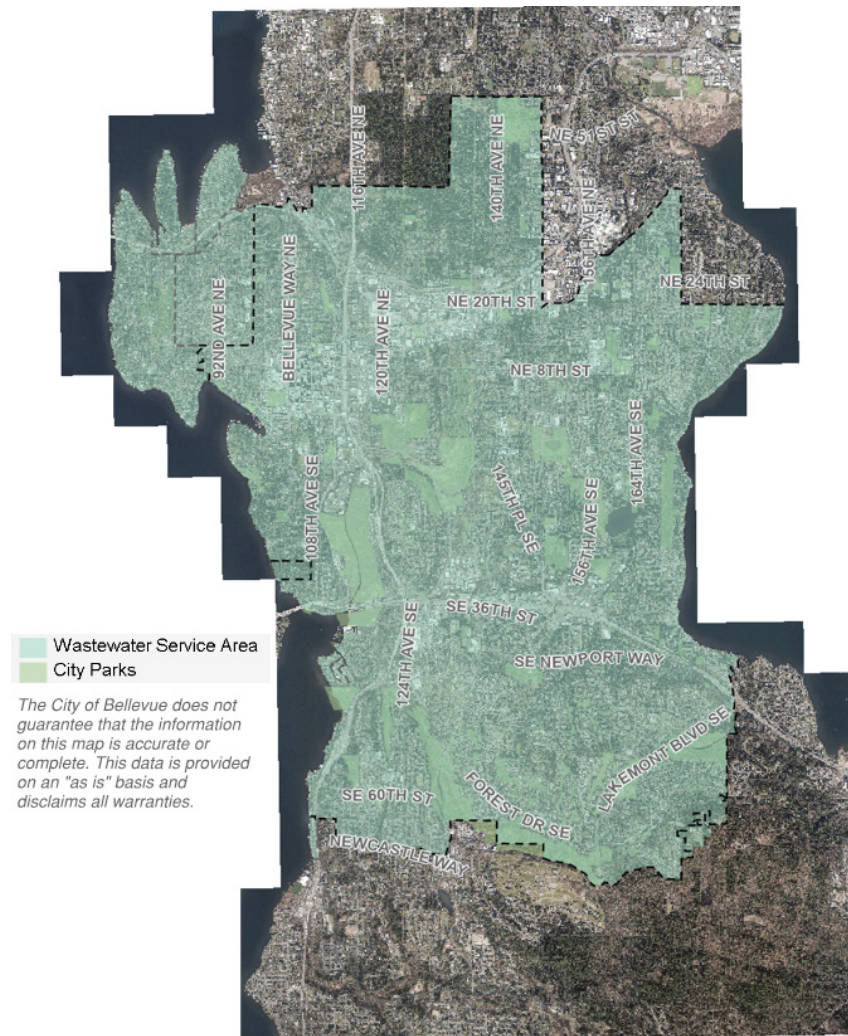 NE 51ST ST
116TH AVE NE
140TH AVE NE
156TH AVE NE
NE 24TH ST
BELLEVUE WAY NE
NE 20TH ST
92ND AVE NE
120TH AVE NE
NE 8TH ST
164TH AVE SE
108TH AVE SE
145TH PL SE
156TH AVE SE
SE 36TH ST
124TH AVE SE
SE NEWPORT WAY
LAKEMONT BLVD SE
SE 60TH ST
FOREST DR SE
NEWCASTLE WAY
Wastewater Service Area
City Parks
The City of Bellevue does not
guarantee that the information
on this map is accurate or
complete. This data is provided
on an "as is" basis and
disclaims all warranties.